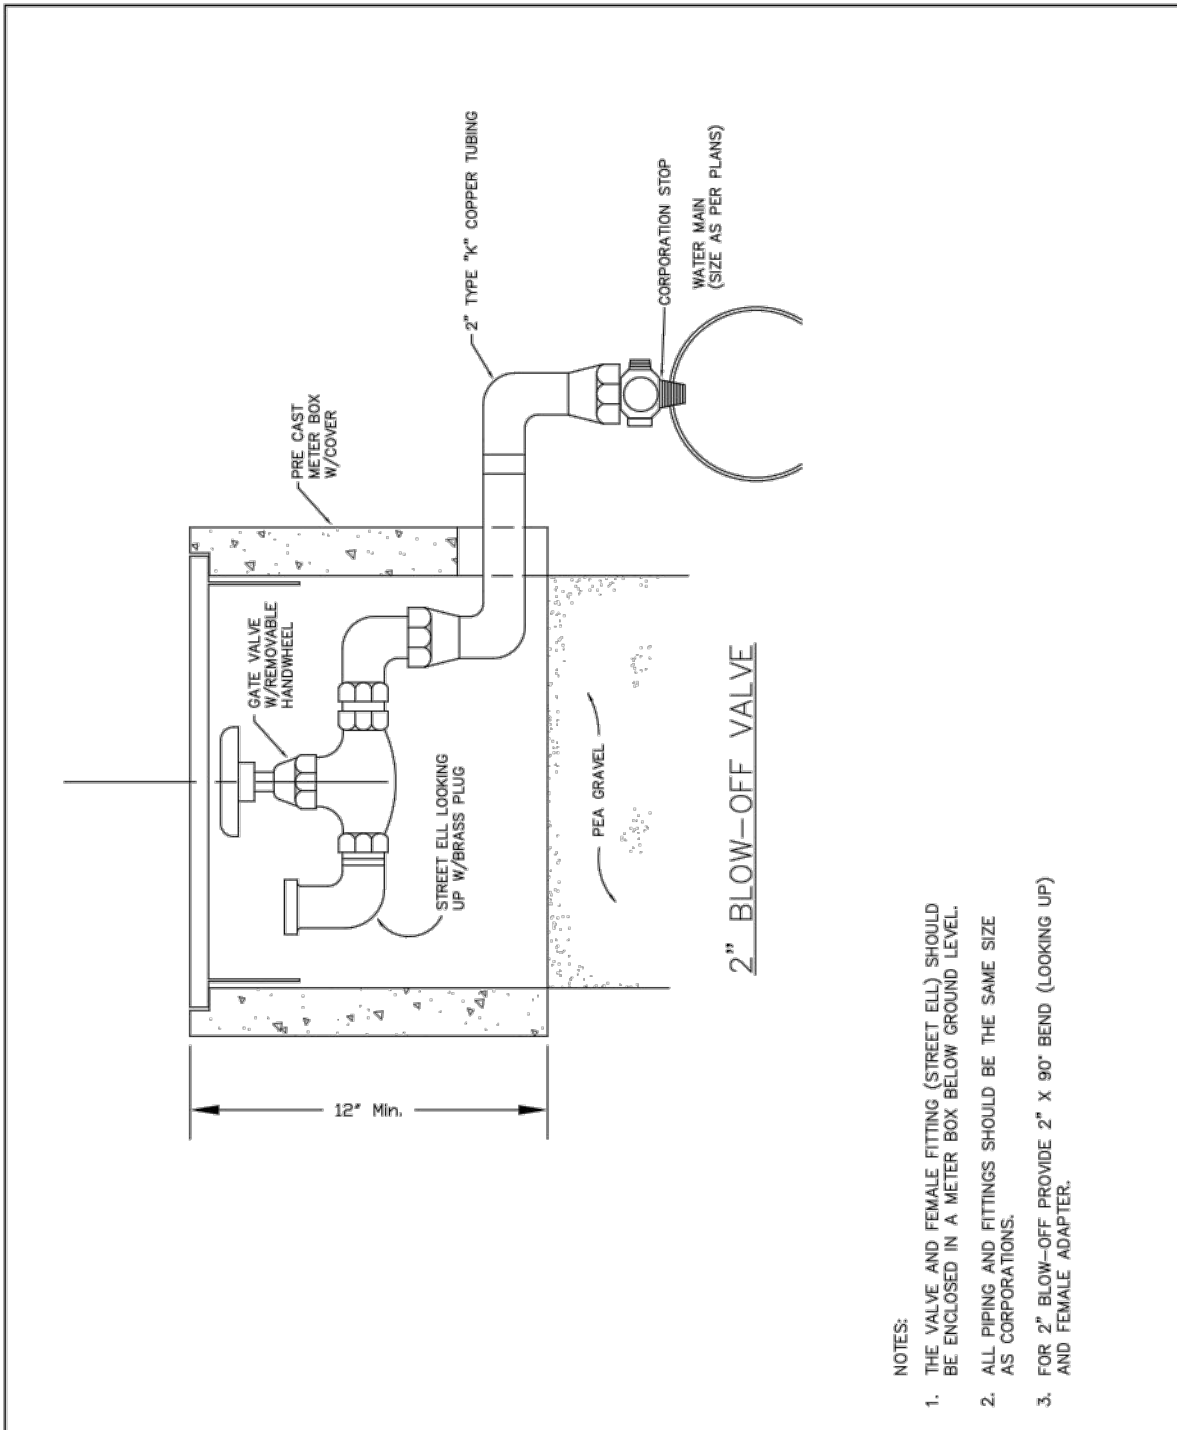 2" TYPE "K" COPPER TUBING
PRE CAST
METER BOX
W/COVER
CORPORATION STOP
WATER MAIN
(SIZE AS PER PLANS)
GATE VALVE
W/REMOVABLE
HANDWHEEL
STREET ELL LOOKING
UP W/BRASS PLUG
PEA GRAVEL
12" Min.
2" BLOW-OFF VALVE
NOTES:
1. THE VALVE AND FEMALE FITTING (STREET ELL) SHOULD
BE ENCLOSED IN A METER BOX BELOW GROUND LEVEL.
2. ALL PIPING AND FITTINGS SHOULD BE THE SAME SIZE
AS CORPORATIONS.
3. FOR 2" BLOW-OFF PROVIDE 2" X 90° BEND (LOOKING UP)
AND FEMALE ADAPTER.